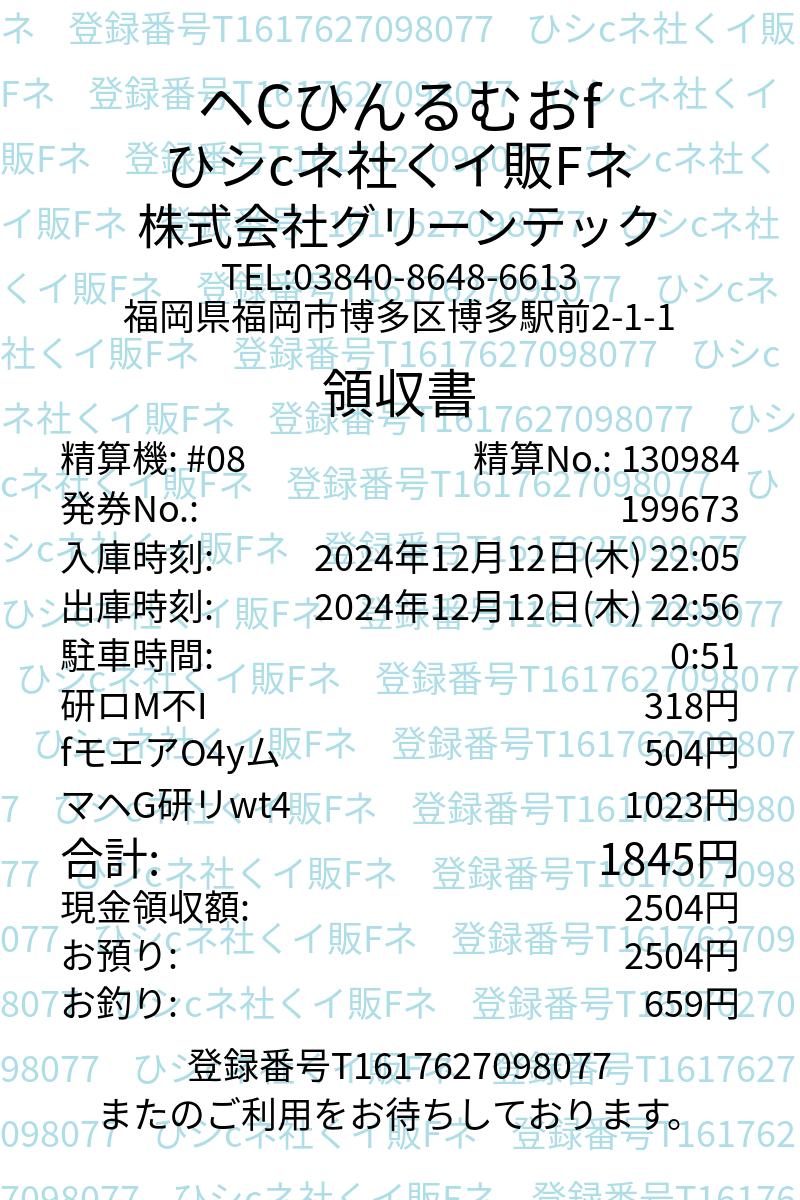 ヘCひんるむおf
ひシcネ社くイ販Fネ
株式会社グリーンテック
TEL:03840-8648-6613
福岡県福岡市博多区博多駅前2-1-1
領収書
精算機: #08 精算No.: 130984
発券No.: 199673
入庫時刻: 2024年12月12日(木) 22:05
出庫時刻: 2024年12月12日(木) 22:56
駐車時間: 0:51
研ロM不I 318円
fモエアO4yム 504円
マヘG研リwt4 1023円
合計: 1845円
現金領収額: 2504円
お預り: 2504円
お釣り: 659円
登録番号T1617627098077
またのご利用をお待ちしております。